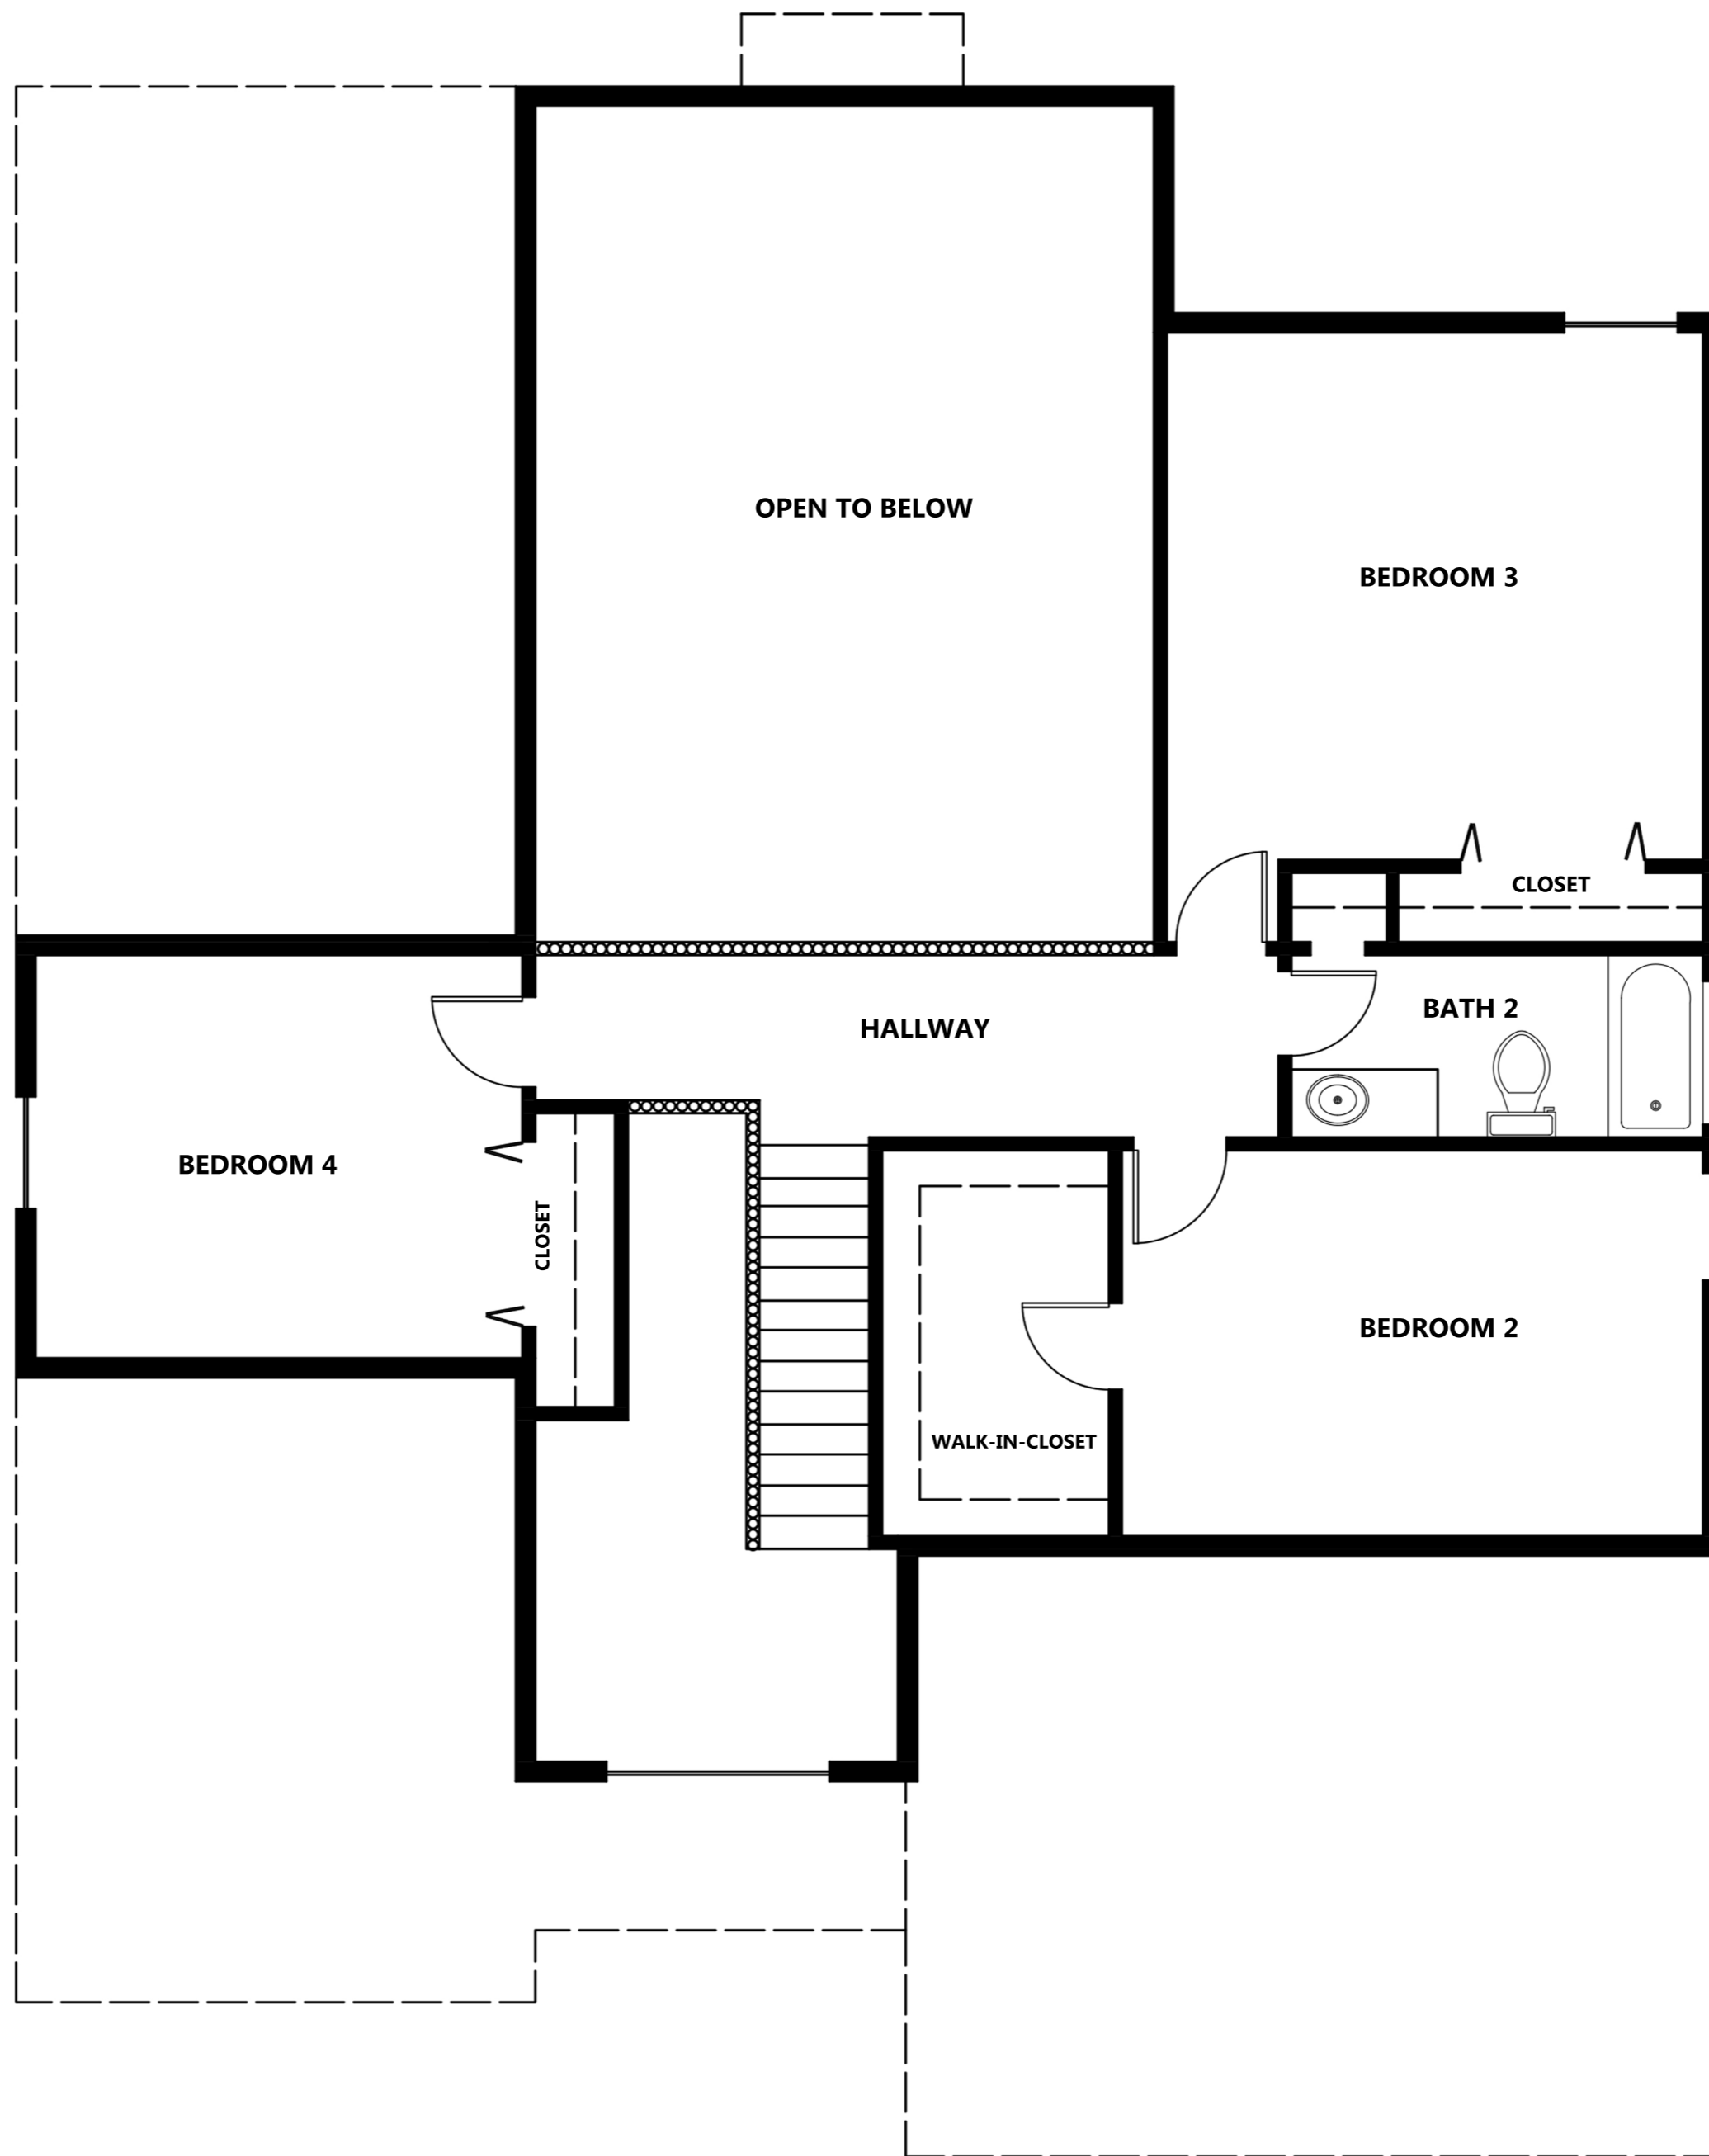 OPEN TO BELOW
BEDROOM 3
CLOSET
HALLWAY
BATH 2
BEDROOM 4
CLOSET
BEDROOM 2
WALK-IN-CLOSET